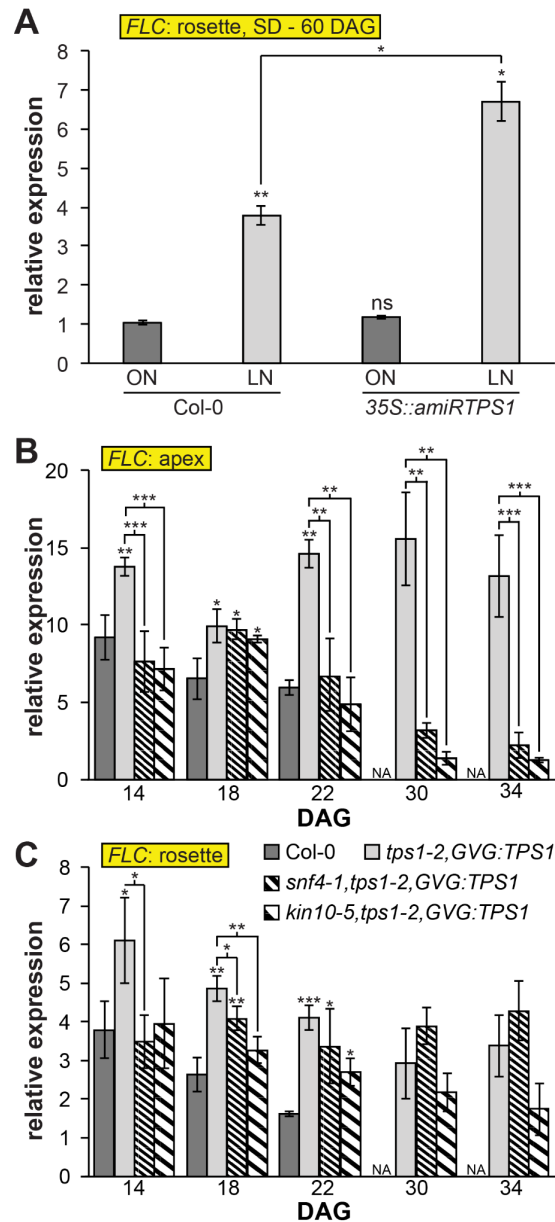 A
FLC: rosette, SD - 60 DAG
relative expression
8
7
6
5
4
3
2
1
0
**
ns
*
*
ON
LN
ON
LN
Col-0
35S::amiRTPS1
B
FLC: apex
relative expression
20
15
10
5
0
***
***
**
*
*
*
**
**
**
**
**
***
***
NA
NA
14
18
22
30
34
DAG
C
FLC: rosette
Col-0
tps1-2,GVG:TPS1
snf4-1,tps1-2,GVG:TPS1
kin10-5,tps1-2,GVG:TPS1
relative expression
8
7
6
5
4
3
2
1
0
*
*
**
*
**
**
***
*
*
NA
NA
14
18
22
30
34
DAG